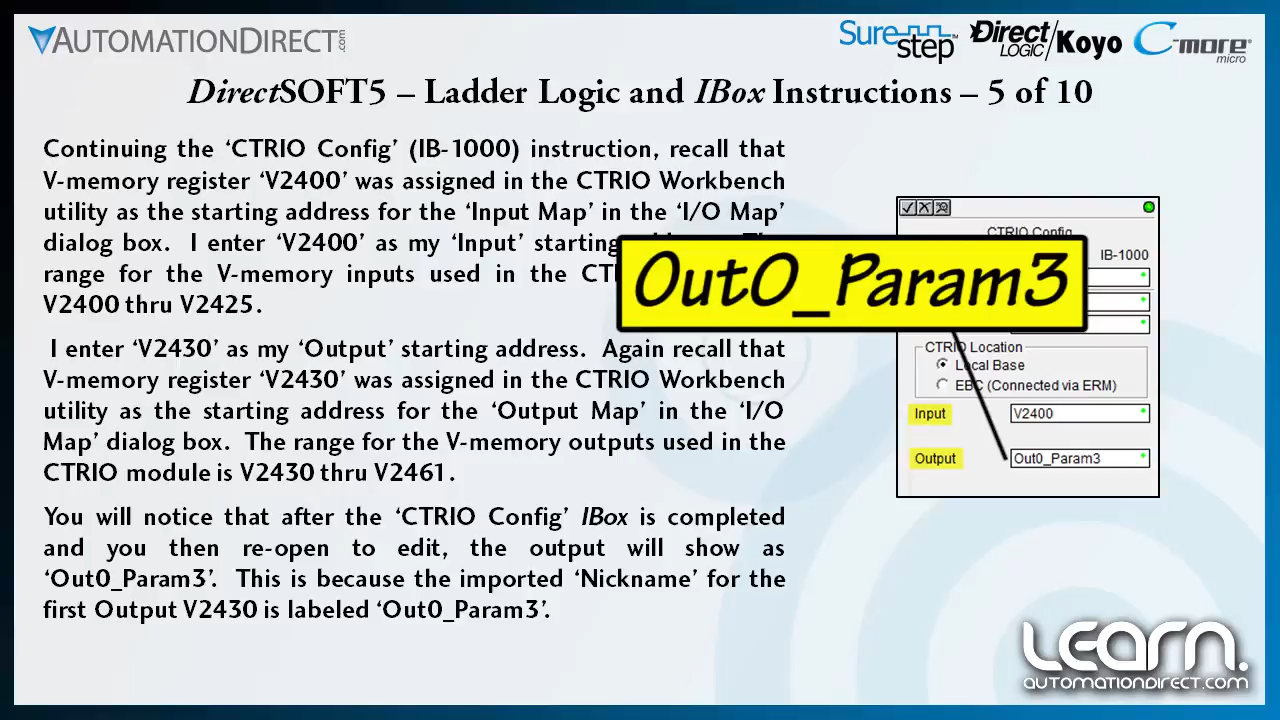 AUTOMATIONDIRECT.com
Surestep™
Direct LOGIC/Koyo
C-more micro
DirectSOFT5 – Ladder Logic and IBox Instructions – 5 of 10
Continuing the ‘CTRIO Config’ (IB-1000) instruction, recall that
V-memory register ‘V2400’ was assigned in the CTRIO Workbench
utility as the starting address for the ‘Input Map’ in the ‘I/O Map’
dialog box. I enter ‘V2400’ as my ‘Input’ starting
range for the V-memory inputs used in the
V2400 thru V2425.
I enter ‘V2430’ as my ‘Output’ starting address. Again recall that
V-memory register ‘V2430’ was assigned in the CTRIO Workbench
utility as the starting address for the ‘Output Map’ in the ‘I/O
Map’ dialog box. The range for the V-memory outputs used in the
CTRIO module is V2430 thru V2461.
You will notice that after the ‘CTRIO Config’ IBox is completed
and you then re-open to edit, the output will show as
‘Out0_Param3’. This is because the imported ‘Nickname’ for the
first Output V2430 is labeled ‘Out0_Param3’.
Out0_Param3
CTRIO Config
IB-1000
CTRIO Location
Local Base
EBC (Connected via ERM)
Input V2400
Output Out0_Param3
LEARN.
AUTOMATIONDIRECT.com